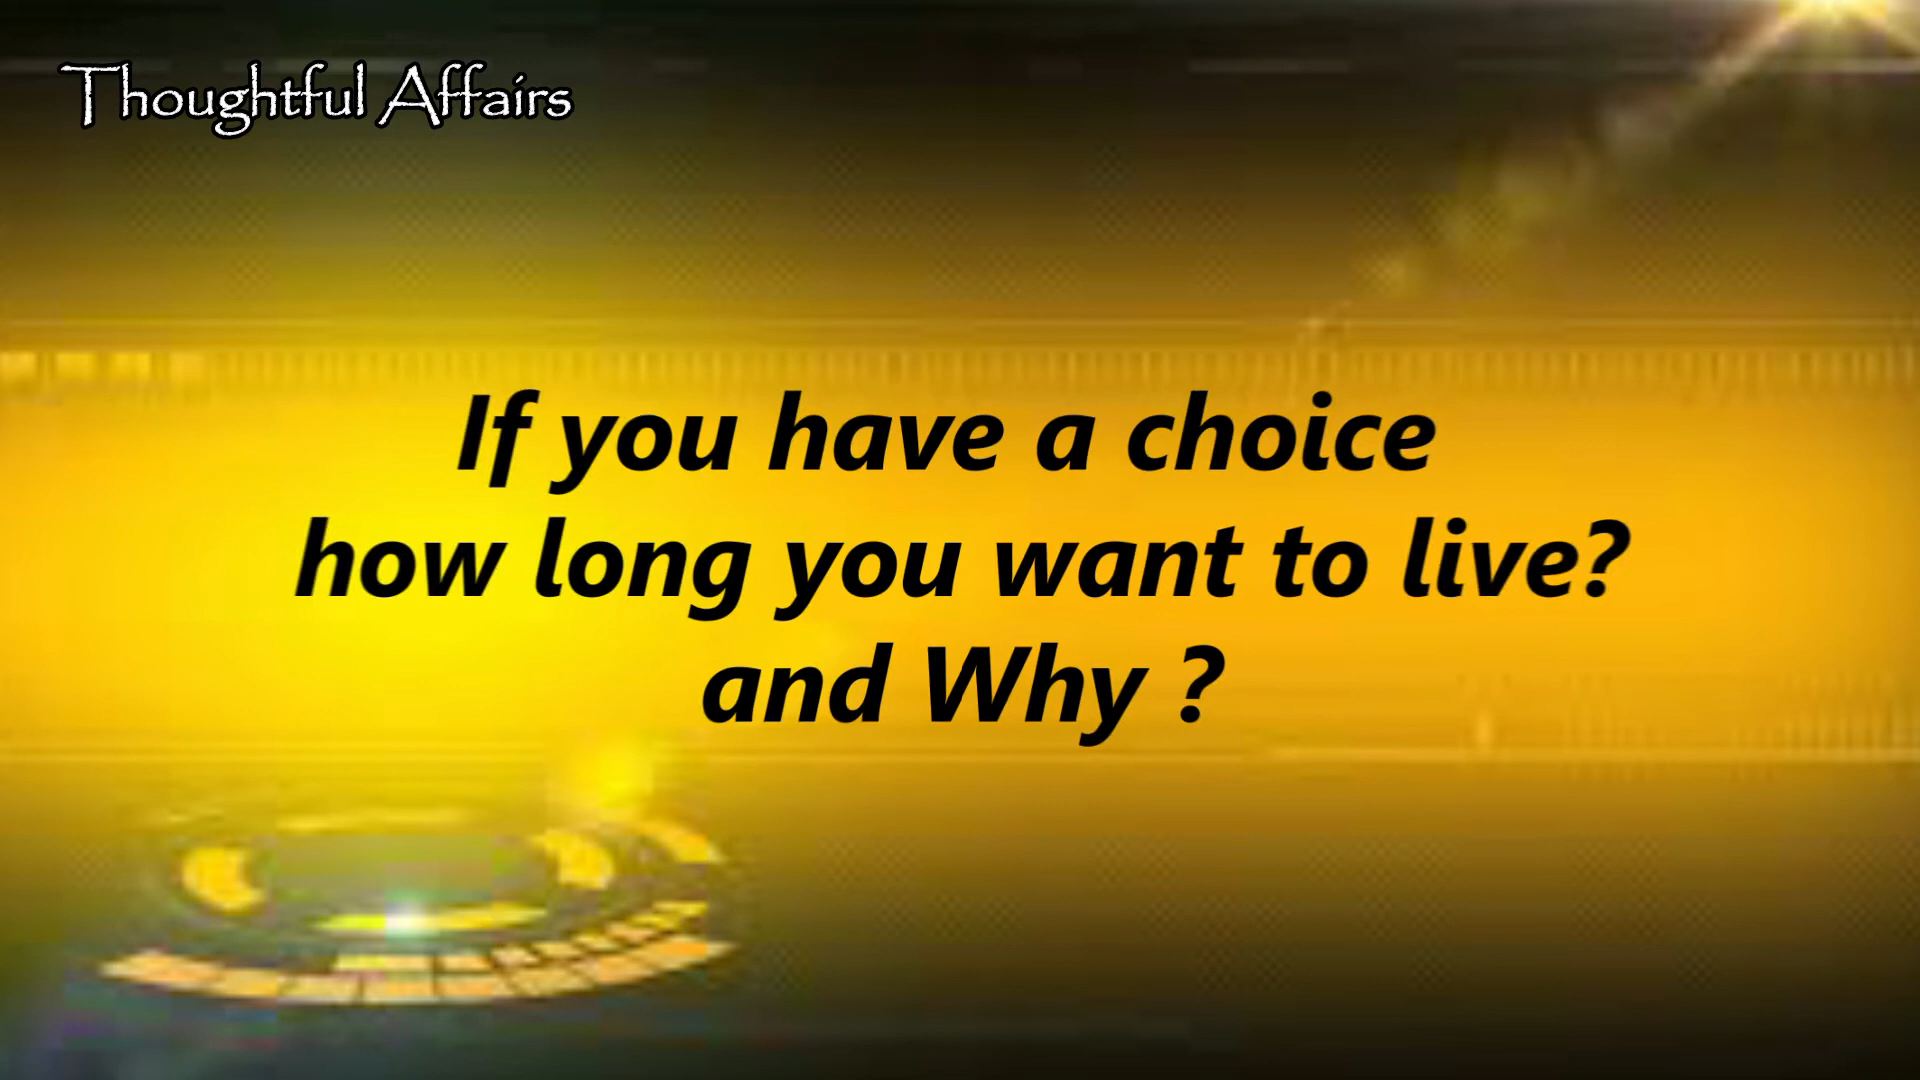 Thoughtful Affairs
If you have a choice
how long you want to live?
and Why ?